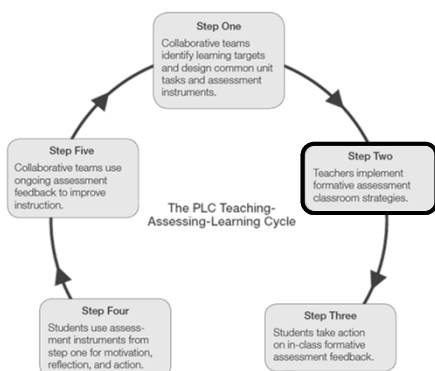 Step One
Collaborative teams
identify learning targets
and design common unit
tasks and assessment
instruments.
Step Two
Teachers implement
formative assessment
classroom strategies.
Step Three
Students take action
on in-class formative
assessment feedback.
Step Four
Students use assess-
ment instruments from
step one for motivation,
reflection, and action.
Step Five
Collaborative teams use
ongoing assessment
feedback to improve
instruction.
The PLC Teaching-
Assessing-Learning Cycle